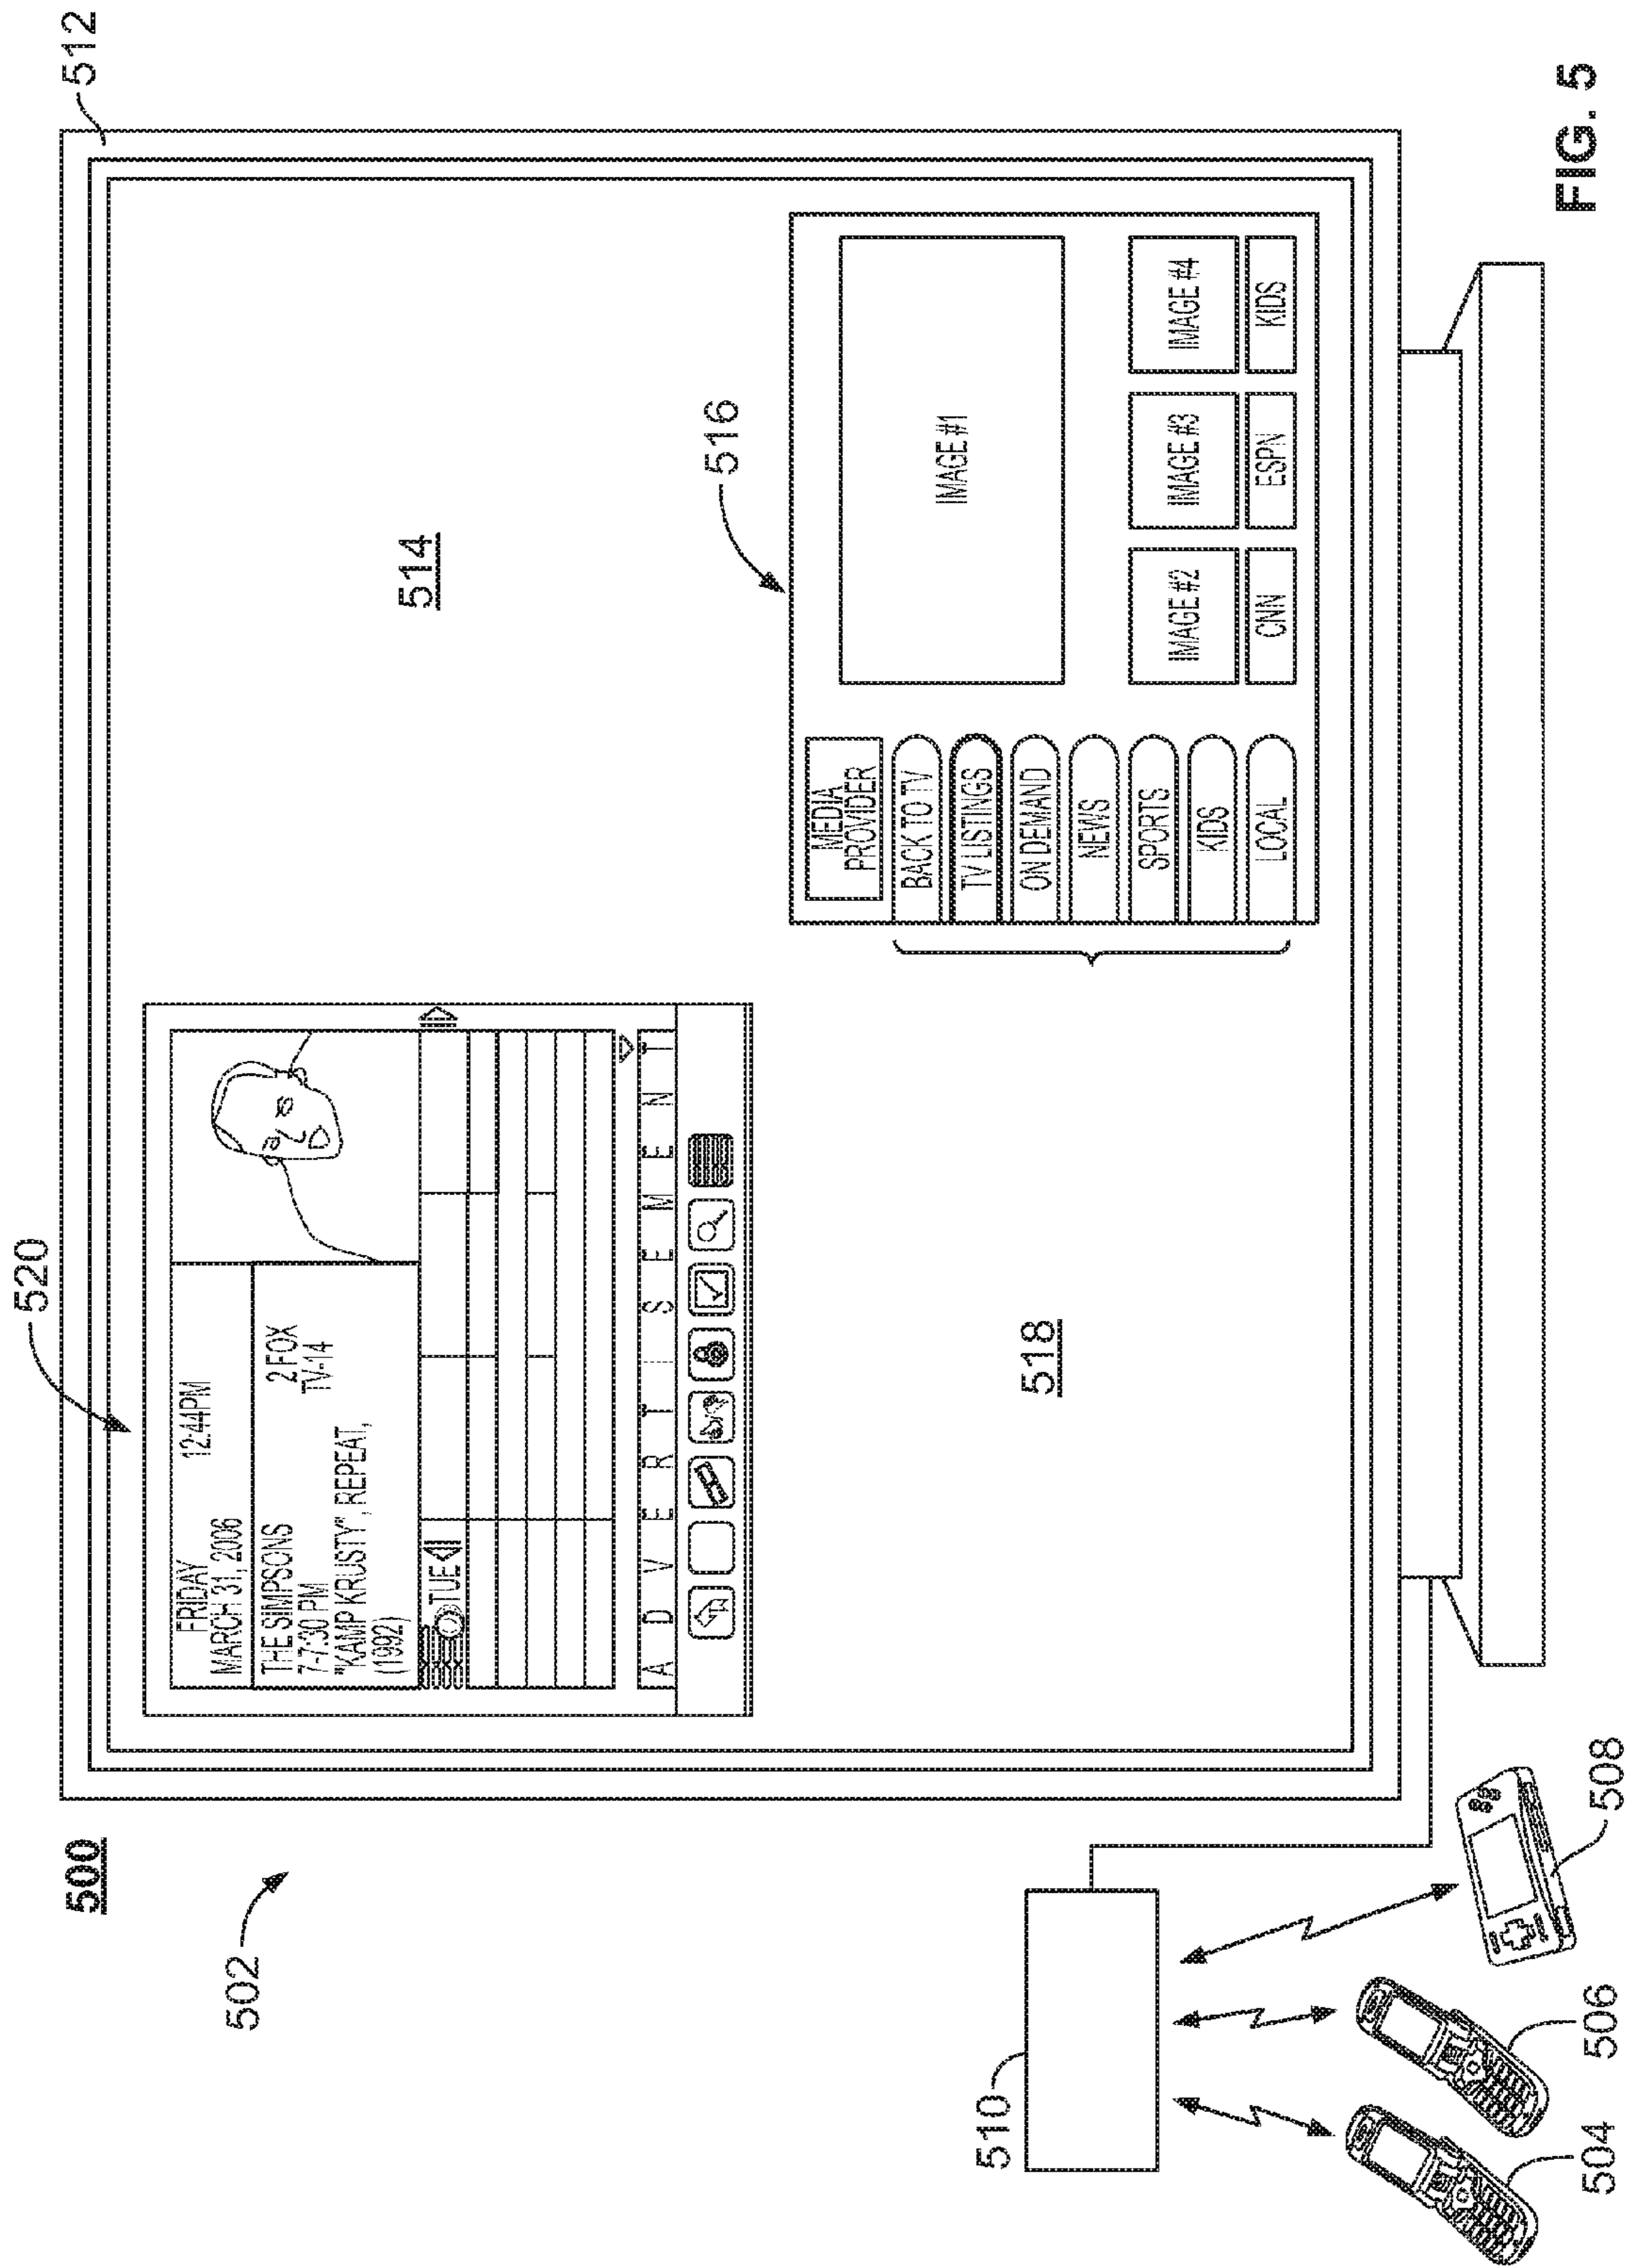 500
502
520
512
FRIDAY 12:44PM
MARCH 31, 2006
THE SIMPSONS 2 FOX
7-7:30 PM TV-14
"KAMP KRUSTY", REPEAT,
(1992)
TUE
A D V E R T I S E M E N T
514
516
518
MEDIA
PROVIDER
BACK TO TV
TV LISTINGS
ON DEMAND
NEWS
SPORTS
KIDS
LOCAL
IMAGE #1
IMAGE #2 IMAGE #3 IMAGE #4
CNN ESPN KIDS
510
504
506
508
FIG. 5